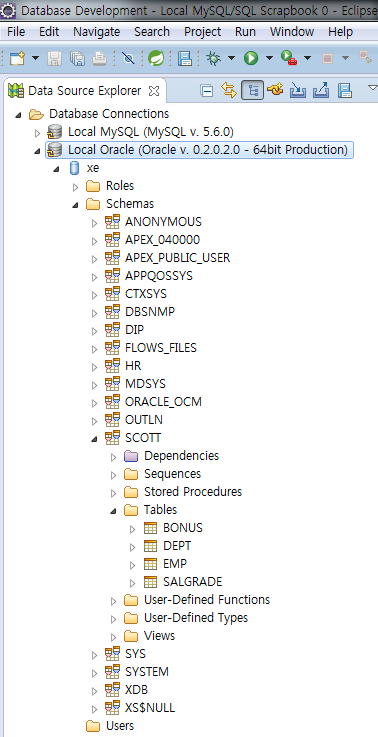 Database Development - Local MySQL/SQL Scrapbook 0 - Eclipse
File Edit Navigate Search Project Run Window Help
Data Source Explorer
Database Connections
Local MySQL (MySQL v. 5.6.0)
Local Oracle (Oracle v. 0.2.0.2.0 - 64bit Production)
xe
Roles
Schemas
ANONYMOUS
APEX_040000
APEX_PUBLIC_USER
APPQOSSYS
CTXSYS
DBSNMP
DIP
FLOWS_FILES
HR
MDSYS
ORACLE_OCM
OUTLN
SCOTT
Dependencies
Sequences
Stored Procedures
Tables
BONUS
DEPT
EMP
SALGRADE
User-Defined Functions
User-Defined Types
Views
SYS
SYSTEM
XDB
XS$NULL
Users